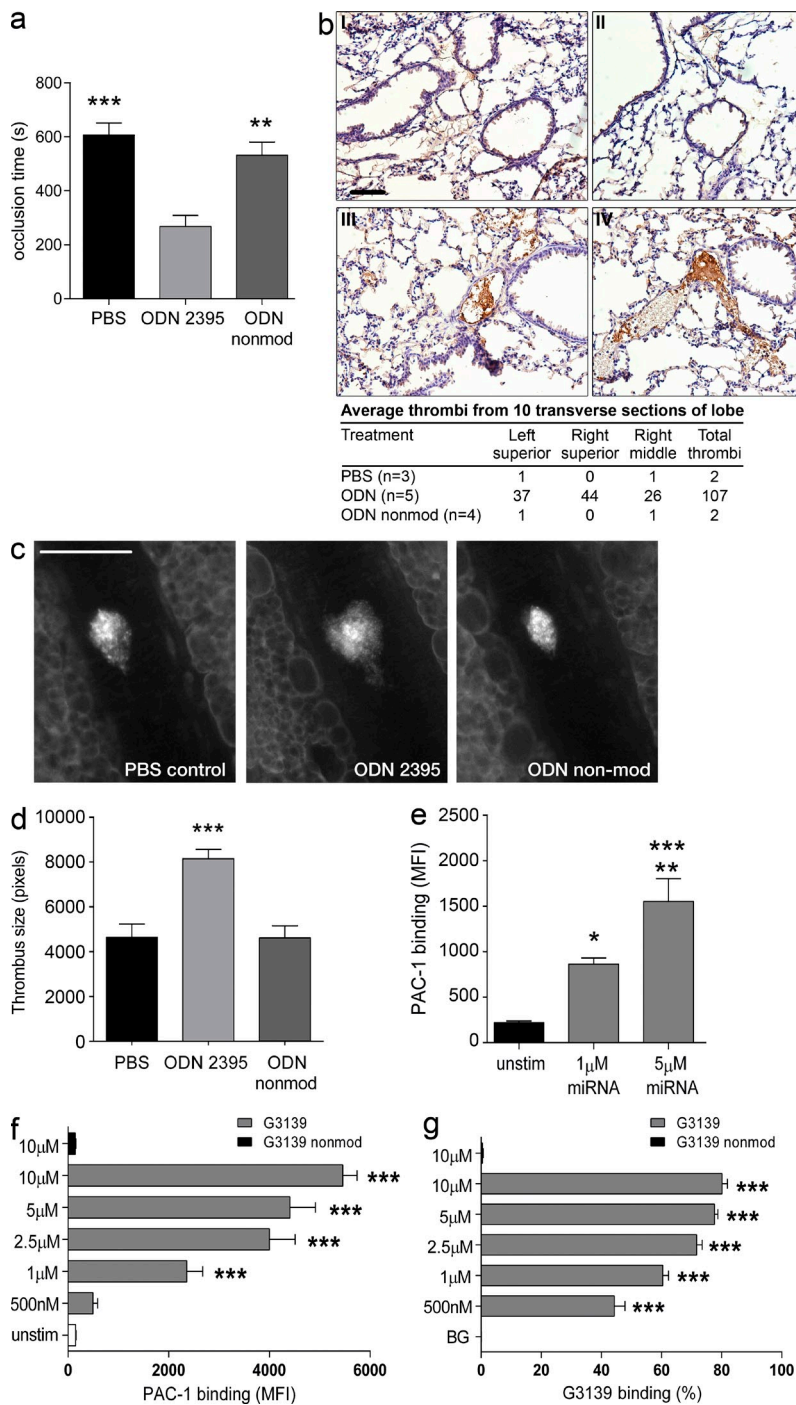 a
occlusion time (s)
800
600
400
200
0
***
**
PBS
ODN 2395
ODN
nonmod
b
I
II
III
IV
Average thrombi from 10 transverse sections of lobe
Treatment Left superior Right superior Right middle Total thrombi
PBS (n=3) 1 0 1 2
ODN (n=5) 37 44 26 107
ODN nonmod (n=4) 1 0 1 2
c
PBS control
ODN 2395
ODN non-mod
d
Thrombus size (pixels)
10000
8000
6000
4000
2000
0
***
PBS
ODN 2395
ODN
nonmod
e
PAC-1 binding (MFI)
2500
2000
1500
1000
500
0
*
***
**
unstim
1µM
miRNA
5µM
miRNA
f
G3139
G3139 nonmod
10µM
10µM ***
5µM ***
2.5µM ***
1µM ***
500nM
unstim
0 2000 4000 6000
PAC-1 binding (MFI)
g
G3139
G3139 nonmod
10µM
10µM ***
5µM ***
2.5µM ***
1µM ***
500nM ***
BG
0 20 40 60 80 100
G3139 binding (%)